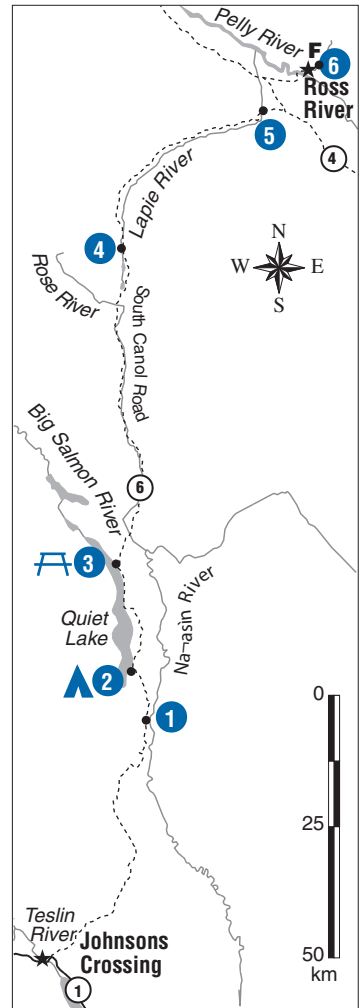 Pelly River
F
6
Ross
River
5
4
Lapie River
4
N
W E
S
Rose River
South Canol Road
Big Salmon River
6
3
Quiet
Lake
Na¬asìn River
2
1
0
25
50
km
Teslin
River
Johnsons
Crossing
1